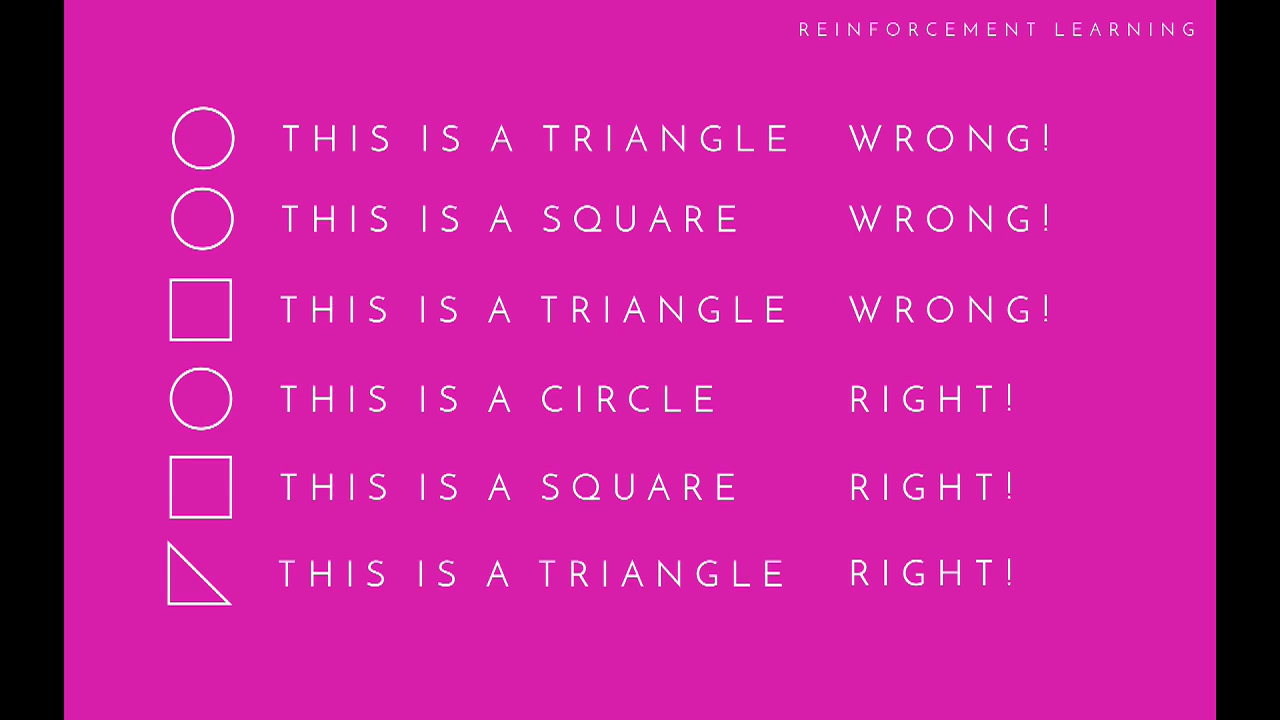 REINFORCEMENT LEARNING
THIS IS A TRIANGLE WRONG!
THIS IS A SQUARE WRONG!
THIS IS A TRIANGLE WRONG!
THIS IS A CIRCLE RIGHT!
THIS IS A SQUARE RIGHT!
THIS IS A TRIANGLE RIGHT!